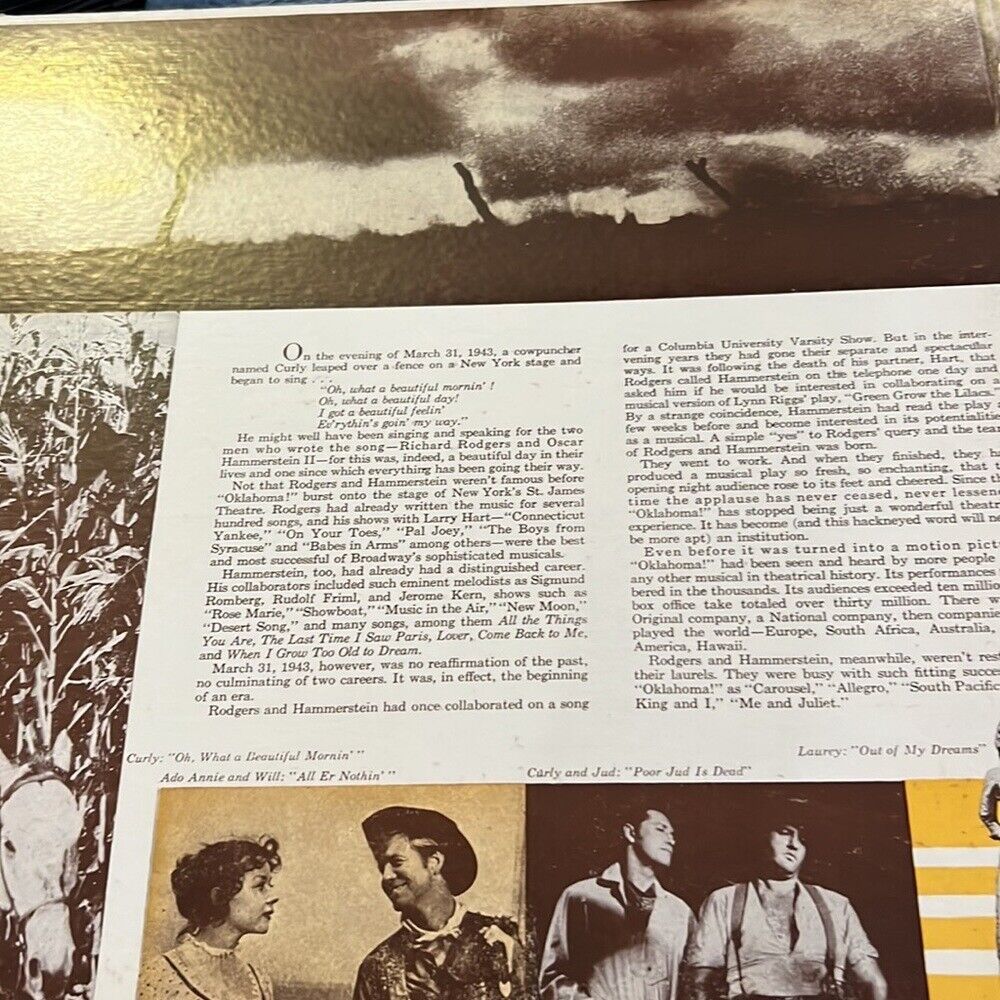 On the evening of March 31, 1943, a cowpuncher
named Curly leaped over a fence on a New York stage and
began to sing . . .
"Oh, what a beautiful mornin' !
Oh, what a beautiful day!
I got a beautiful feelin'
Ev'rythin's goin' my way."
He might well have been singing and speaking for the two
men who wrote the song—Richard Rodgers and Oscar
Hammerstein II—for this was, indeed, a beautiful day in their
lives and one since which everything has been going their way.
Not that Rodgers and Hammerstein weren't famous before
"Oklahoma!" burst onto the stage of New York's St. James
Theatre. Rodgers had already written the music for several
hundred songs, and his shows with Larry Hart—"Connecticut
Yankee," "On Your Toes," "Pal Joey," "The Boys from
Syracuse" and "Babes in Arms" among others—were the best
and most successful of Broadway's sophisticated musicals.
Hammerstein, too, had already had a distinguished career.
His collaborators included such eminent melodists as Sigmund
Romberg, Rudolf Friml, and Jerome Kern, shows such as
"Rose Marie," "Showboat," "Music in the Air," "New Moon,"
"Desert Song," and many songs, among them All the Things
You Are, The Last Time I Saw Paris, Lover, Come Back to Me,
and When I Grow Too Old to Dream.
March 31, 1943, however, was no reaffirmation of the past,
no culminating of two careers. It was, in effect, the beginning
of an era.
Rodgers and Hammerstein had once collaborated on a song
for a Columbia University Varsity Show. But in the inter-
vening years they had gone their separate and spectacular
ways. It was following the death of his partner, Hart, that
Rodgers called Hammerstein on the telephone one day and
asked him if he would be interested in collaborating on a
musical version of Lynn Riggs' play, "Green Grow the Lilacs."
By a strange coincidence, Hammerstein had read the play a
few weeks before and become interested in its potentialities
as a musical. A simple "yes" to Rodgers' query and the team
of Rodgers and Hammerstein was born.
They went to work. And when they finished, they ha
produced a musical play so fresh, so enchanting, that t
opening night audience rose to its feet and cheered. Since th
time the applause has never ceased, never lessen
"Oklahoma!" has stopped being just a wonderful theatr
experience. It has become (and this hackneyed word will no
be more apt) an institution.
Even before it was turned into a motion pict
"Oklahoma!" had been seen and heard by more people
any other musical in theatrical history. Its performances
bered in the thousands. Its audiences exceeded ten millio
box office take totaled over thirty million. There w
Original company, a National company, then companie
played the world—Europe, South Africa, Australia,
America, Hawaii.
Rodgers and Hammerstein, meanwhile, weren't rest
their laurels. They were busy with such fitting succe
"Oklahoma!" as "Carousel," "Allegro," "South Pacific
King and I," "Me and Juliet."
Curly: "Oh, What a Beautiful Mornin' "
Laurey: "Out of My Dreams"
Ado Annie and Will: "All Er Nothin' "
Curly and Jud: "Poor Jud Is Dead"